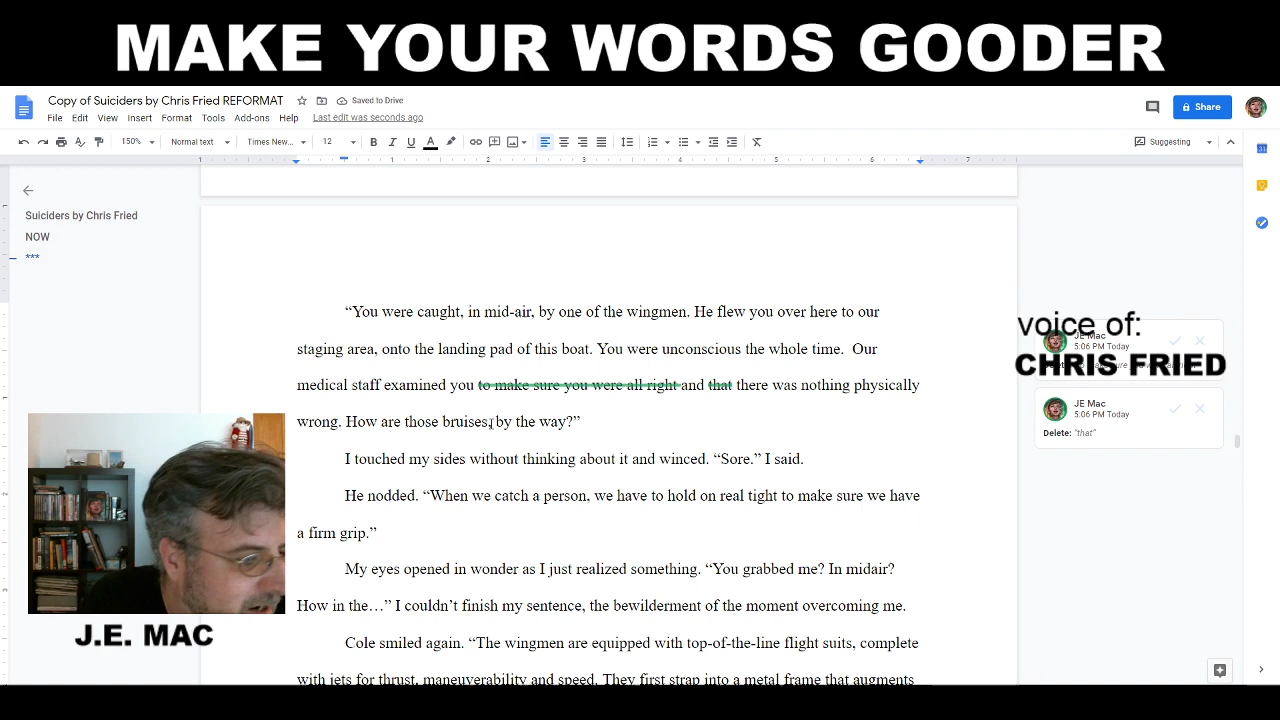 MAKE YOUR WORDS GOODER
Copy of Suiciders by Chris Fried REFORMAT
Saved to Drive
File Edit View Insert Format Tools Add-ons Help
Last edit was seconds ago
Share
150% Normal text Times New... 12 B I U A
Suggesting
1 1 2 3 4 5 6 7
Suiciders by Chris Fried
NOW
***
“You were caught, in mid-air, by one of the wingmen. He flew you over here to our
staging area, onto the landing pad of this boat. You were unconscious the whole time.  Our
medical staff examined you to make sure you were all right and that there was nothing physically
wrong. How are those bruises, by the way?”
I touched my sides without thinking about it and winced. “Sore.” I said.
He nodded. “When we catch a person, we have to hold on real tight to make sure we have
a firm grip.”
My eyes opened in wonder as I just realized something. “You grabbed me? In midair?
How in the…” I couldn’t finish my sentence, the bewilderment of the moment overcoming me.
Cole smiled again. “The wingmen are equipped with top-of-the-line flight suits, complete
with jets for thrust, maneuverability and speed. They first strap into a metal frame that augments
voice of:
CHRIS FRIED
JE Mac
5:06 PM Today
JE Mac
5:06 PM Today
Delete: "that"
J.E. MAC